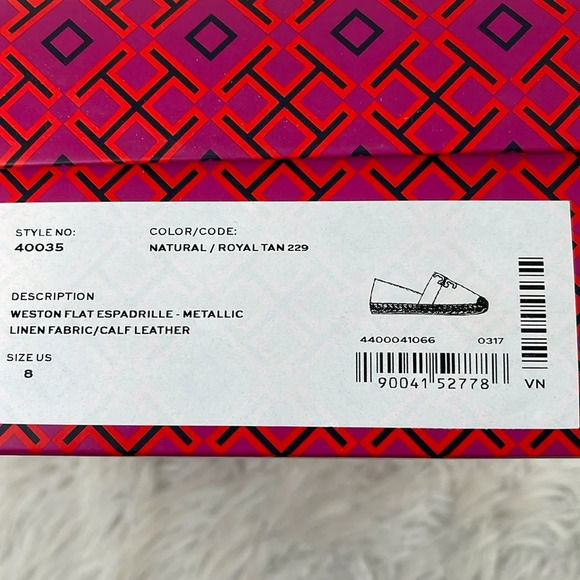 STYLE NO:
40035
COLOR/CODE:
NATURAL / ROYAL TAN 229
DESCRIPTION
WESTON FLAT ESPADRILLE - METALLIC
LINEN FABRIC/CALF LEATHER
SIZE US
8
4400041066 0317
90041 52778
VN